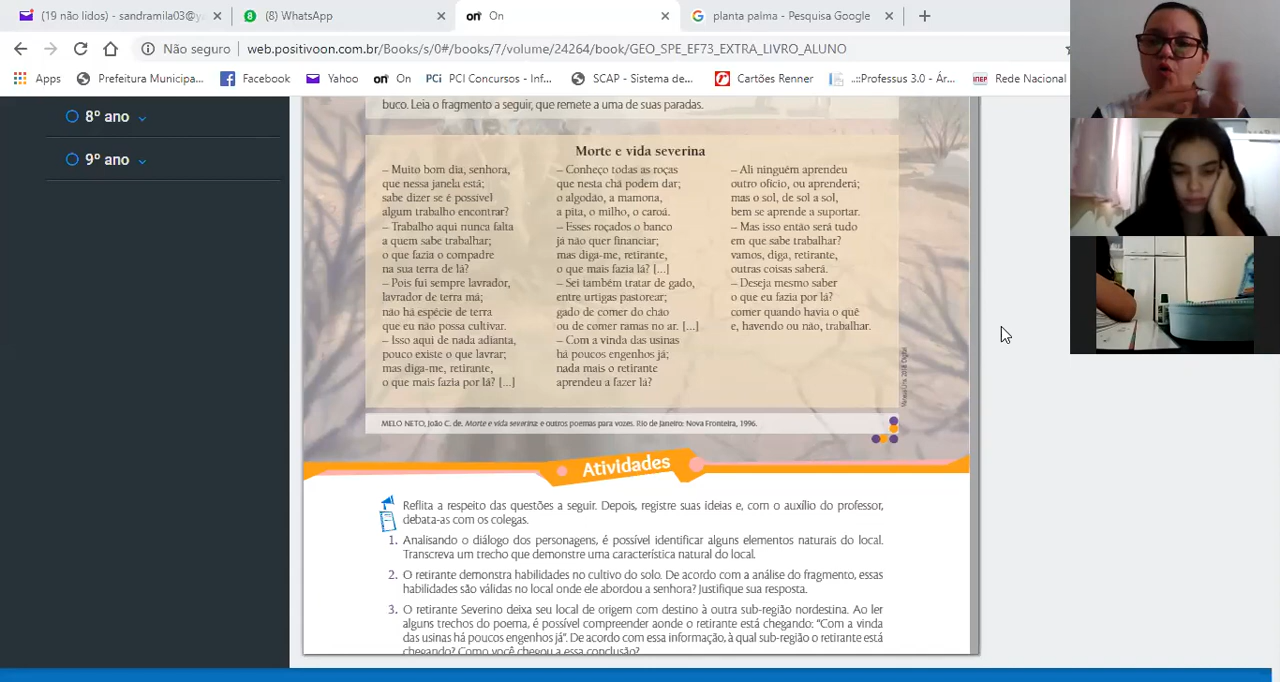 (19 não lidos) - sandramila03@y
(8) WhatsApp
on On
planta palma - Pesquisa Google
Não seguro
web.positivoon.com.br/Books/s/0#/books/7/volume/24264/book/GEO_SPE_EF73_EXTRA_LIVRO_ALUNO
Apps
Prefeitura Municipa...
Facebook
Yahoo
on On
PCi PCI Concursos - Inf...
SCAP - Sistema de...
Cartões Renner
..::Professus 3.0 - Ár...
INEP Rede Nacional
8º ano
9º ano
buco. Leia o fragmento a seguir, que remete a uma de suas paradas.
Morte e vida severina
– Muito bom dia, senhora,
que nessa janela está;
sabe dizer se é possível
algum trabalho encontrar?
– Trabalho aqui nunca falta
a quem sabe trabalhar;
o que fazia o compadre
na sua terra de lá?
– Pois fui sempre lavrador,
lavrador de terra má;
não há espécie de terra
que eu não possa cultivar.
– Isso aqui de nada adianta,
pouco existe o que lavrar;
mas diga-me, retirante,
o que mais fazia por lá? [...]
– Conheço todas as roças
que nesta chã podem dar;
o algodão, a mamona,
a pita, o milho, o caroá.
– Esses roçados o banco
já não quer financiar;
mas diga-me, retirante,
o que mais fazia lá? [...]
– Sei também tratar de gado,
entre urtigas pastorear;
gado de comer do chão
ou de comer ramas no ar. [...]
– Com a vinda das usinas
há poucos engenhos já;
nada mais o retirante
aprendeu a fazer lá?
– Ali ninguém aprendeu
outro ofício, ou aprenderá;
mas o sol, de sol a sol,
bem se aprende a suportar.
– Mas isso então será tudo
em que sabe trabalhar?
vamos, diga, retirante,
outras coisas saberá.
– Deseja mesmo saber
o que eu fazia por lá?
comer quando havia o quê
e, havendo ou não, trabalhar.
MELO NETO, João C. de. Morte e vida severina e outros poemas para vozes. Rio de Janeiro: Nova Fronteira, 1996.
Atividades
Reflita a respeito das questões a seguir. Depois, registre suas ideias e, com o auxílio do professor,
debata-as com os colegas.
1. Analisando o diálogo dos personagens, é possível identificar alguns elementos naturais do local.
Transcreva um trecho que demonstre uma característica natural do local.
2. O retirante demonstra habilidades no cultivo do solo. De acordo com a análise do fragmento, essas
habilidades são válidas no local onde ele abordou a senhora? Justifique sua resposta.
3. O retirante Severino deixa seu local de origem com destino à outra sub-região nordestina. Ao ler
alguns trechos do poema, é possível compreender aonde o retirante está chegando: “Com a vinda
das usinas há poucos engenhos já”. De acordo com essa informação, à qual sub-região o retirante está
chegando? Como você chegou a essa conclusão?